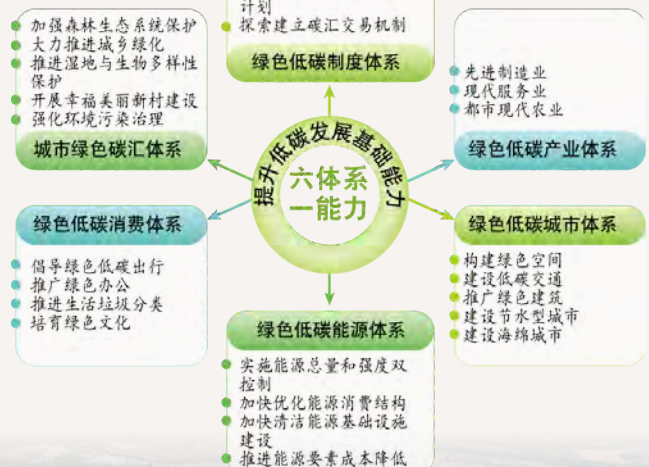 计划
探索建立碳汇交易机制
绿色低碳制度体系
加强森林生态系统保护
大力推进城乡绿化
推进湿地与生物多样性
保护
开展幸福美丽新村建设
强化环境污染治理
城市绿色碳汇体系
先进制造业
现代服务业
都市现代农业
绿色低碳产业体系
提升低碳发展基础能力
六体系
一能力
绿色低碳消费体系
倡导绿色低碳出行
推广绿色办公
推进生活垃圾分类
培育绿色文化
绿色低碳城市体系
构建绿色空间
建设低碳交通
推广绿色建筑
建设节水型城市
建设海绵城市
绿色低碳能源体系
实施能源总量和强度双
控制
加快优化能源消费结构
加快清洁能源基础设施
建设
推进能源要素成本降低